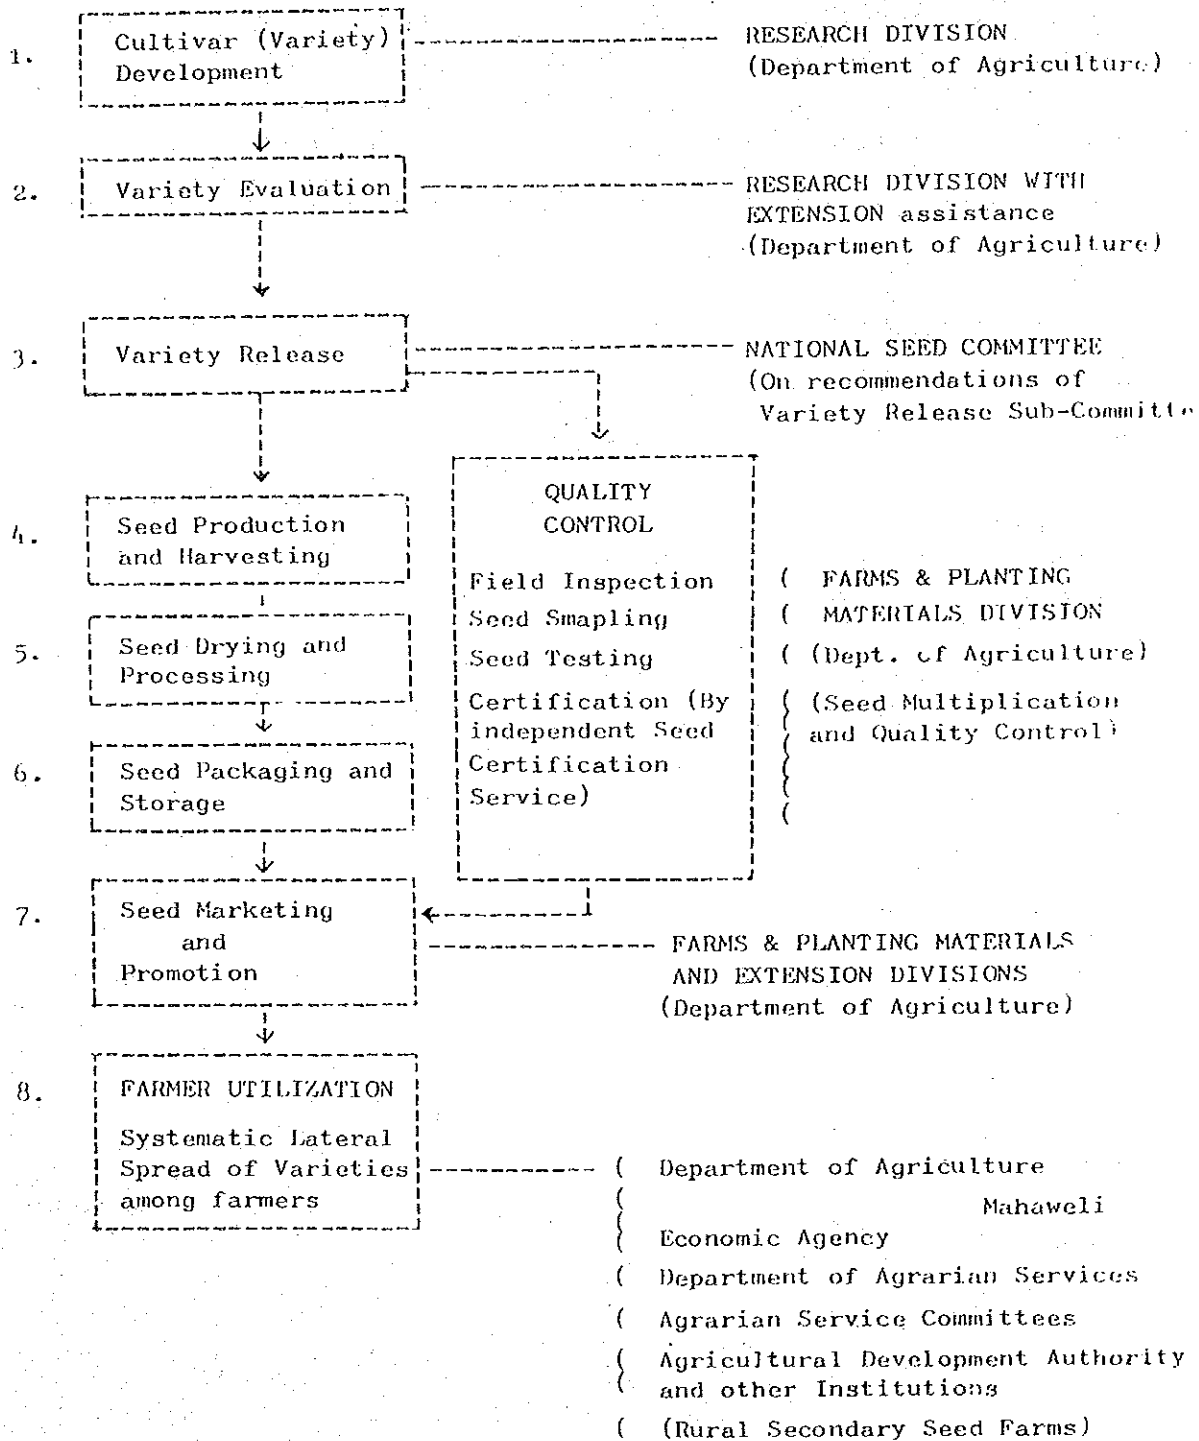 1.
Cultivar (Variety)
Development
RESEARCH DIVISION
(Department of Agriculture)
2.
Variety Evaluation
RESEARCH DIVISION WITH
EXTENSION assistance
(Department of Agriculture)
3.
Variety Release
NATIONAL SEED COMMITTEE
(On recommendations of
Variety Release Sub-Committe
4.
Seed Production
and Harvesting
QUALITY
CONTROL
Field Inspection
Seed Smapling
Seed Testing
Certification (By
independent Seed
Certification
Service)
( FARMS & PLANTING
( MATERIALS DIVISION
( (Dept. of Agriculture)
( (Seed Multiplication
and Quality Control)
5.
Seed Drying and
Processing
6.
Seed Packaging and
Storage
7.
Seed Marketing
and
Promotion
FARMS & PLANTING MATERIALS
AND EXTENSION DIVISIONS
(Department of Agriculture)
8.
FARMER UTILIZATION
Systematic Lateral
Spread of Varieties
among farmers
( Department of Agriculture
( Mahaweli
( Economic Agency
( Department of Agrarian Services
( Agrarian Service Committees
( Agricultural Development Authority
( and other Institutions
( (Rural Secondary Seed Farms)